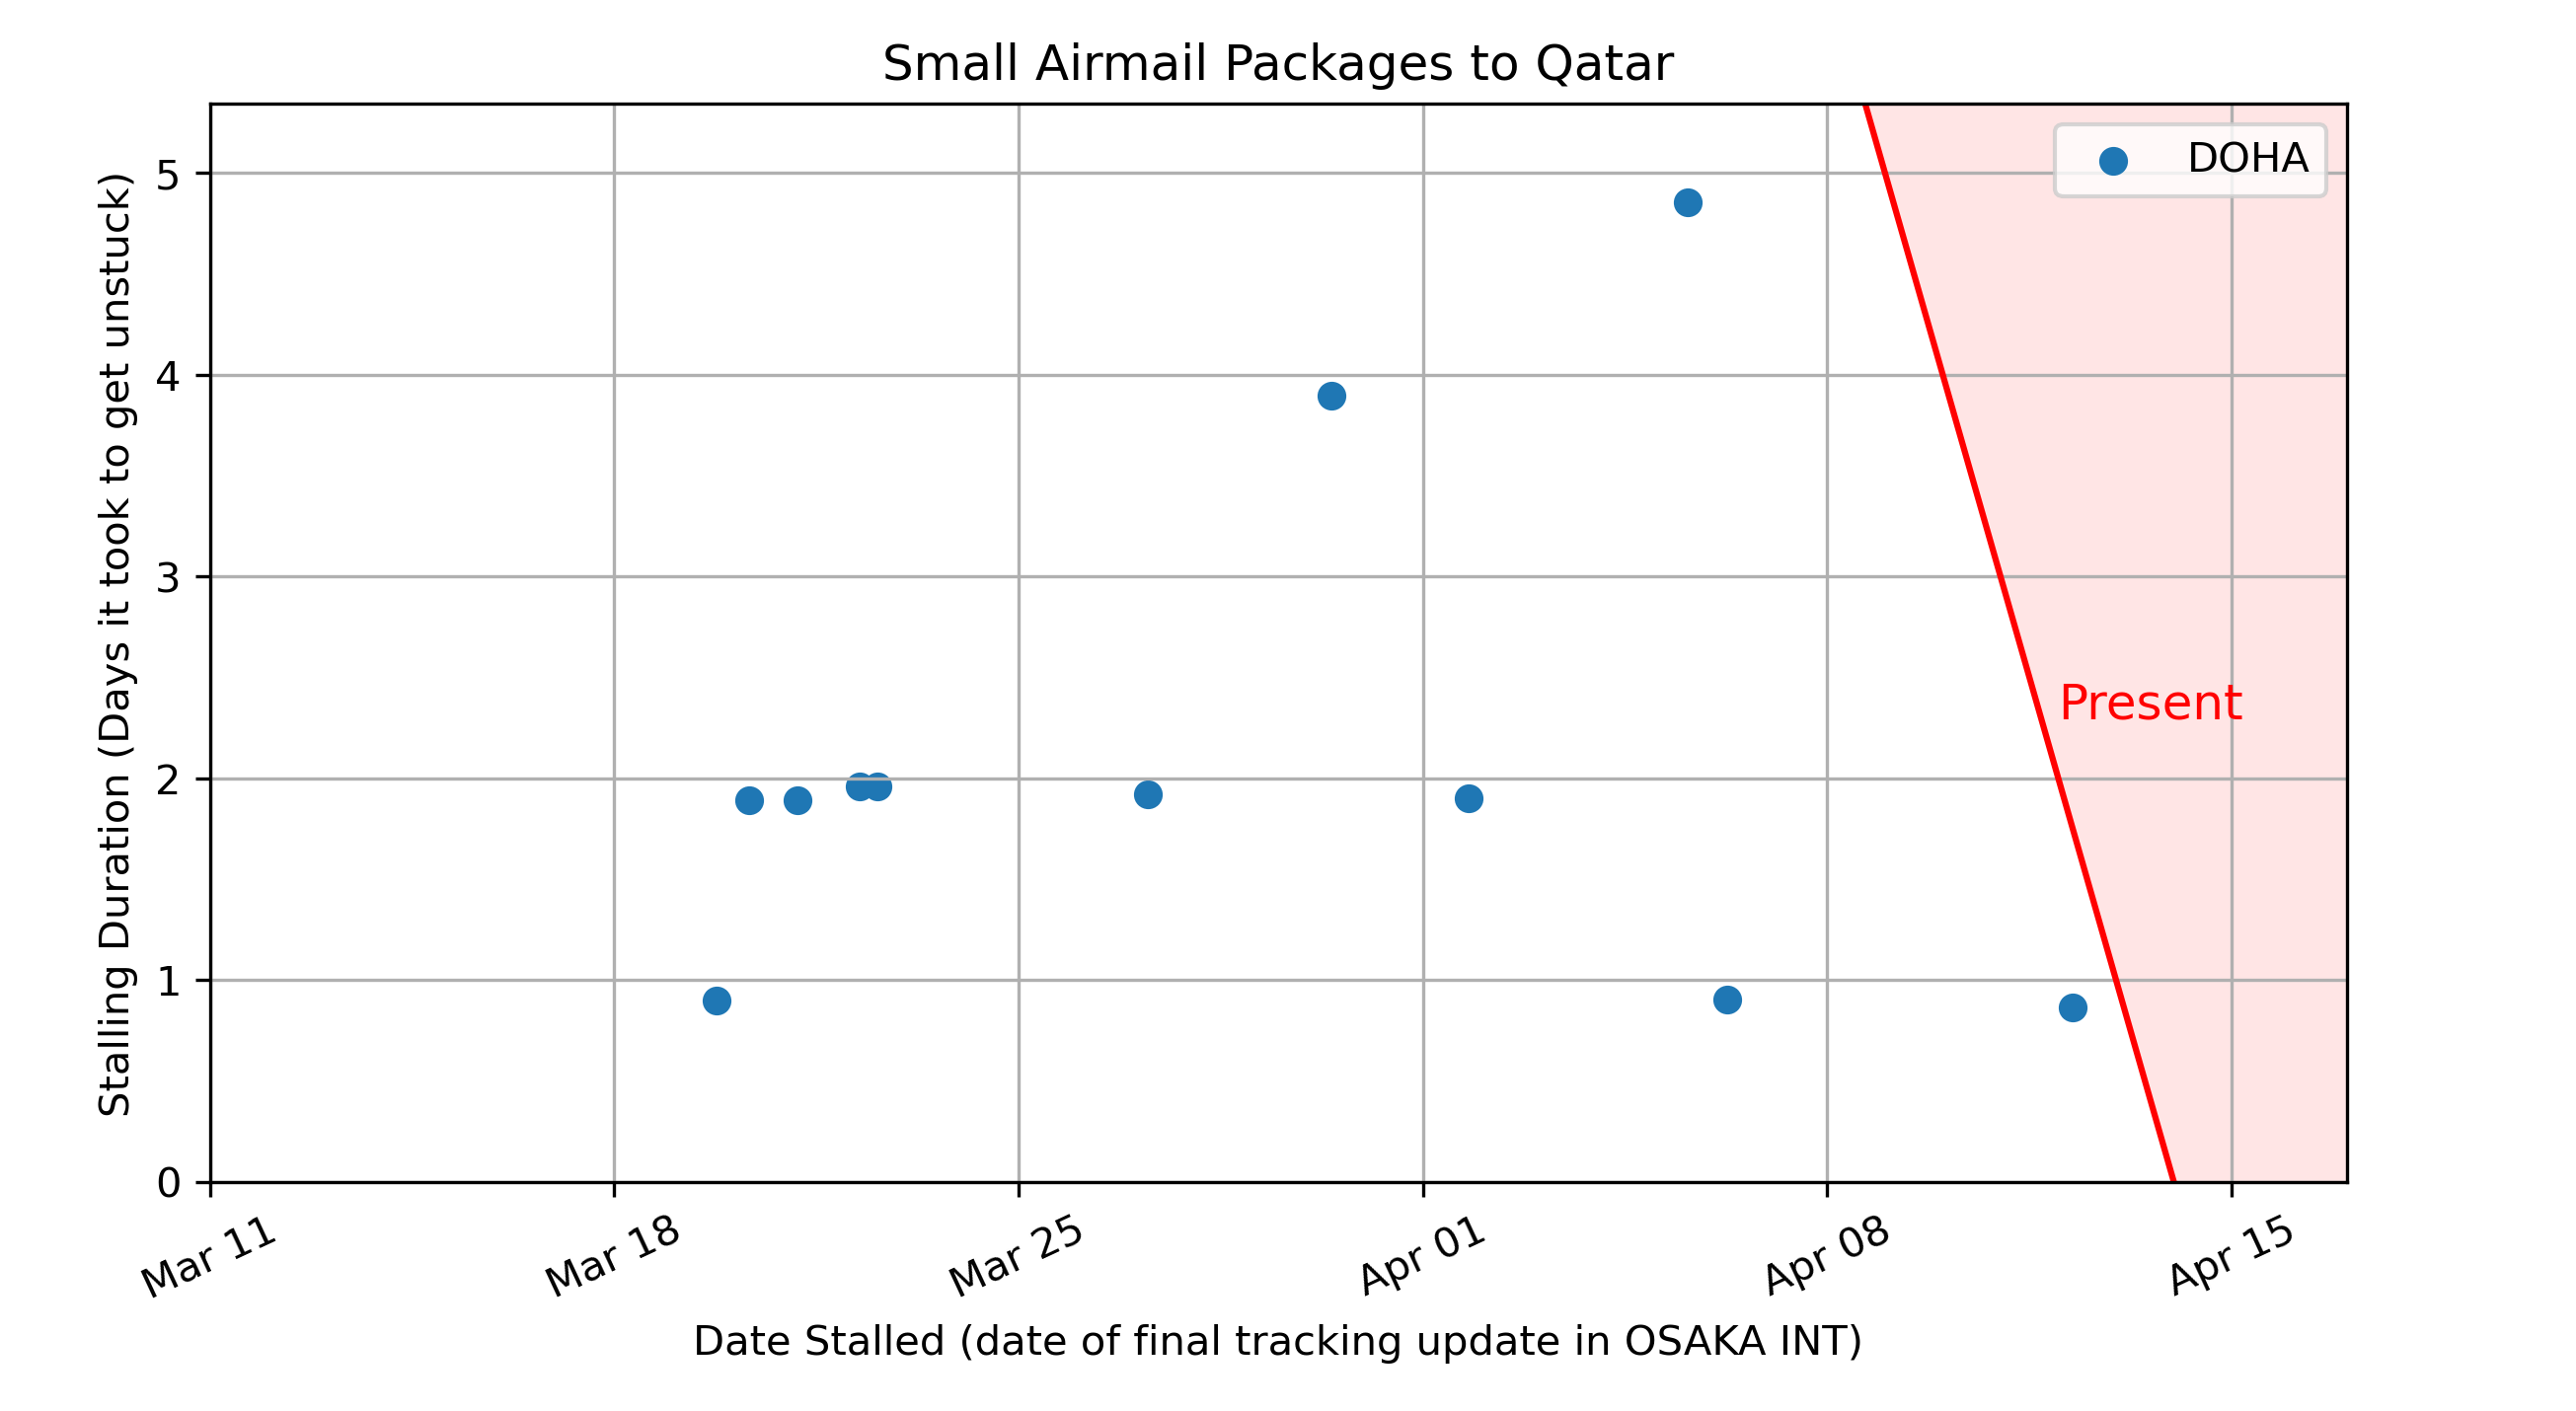 Small Airmail Packages to Qatar
Stalling Duration (Days it took to get unstuck)
5
4
3
2
1
0
DOHA
Present
Mar 11
Mar 18
Mar 25
Apr 01
Apr 08
Apr 15
Date Stalled (date of final tracking update in OSAKA INT)